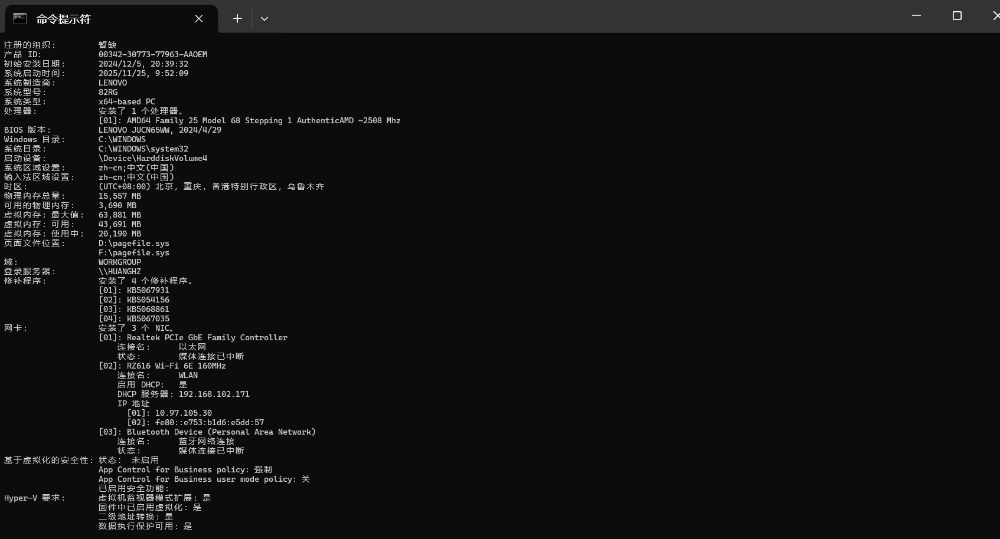 命令提示符
注册的组织: 暂缺
产品 ID: 00342-30773-77963-AAOEM
初始安装日期: 2024/12/5, 20:39:32
系统启动时间: 2025/11/25, 9:52:09
系统制造商: LENOVO
系统型号: 82RG
系统类型: x64-based PC
处理器: 安装了 1 个处理器。
[01]: AMD64 Family 25 Model 68 Stepping 1 AuthenticAMD ~2508 Mhz
BIOS 版本: LENOVO JUCN65WW, 2024/4/29
Windows 目录: C:\WINDOWS
系统目录: C:\WINDOWS\system32
启动设备: \Device\HarddiskVolume4
系统区域设置: zh-cn;中文(中国)
输入法区域设置: zh-cn;中文(中国)
时区: (UTC+08:00) 北京, 重庆, 香港特别行政区, 乌鲁木齐
物理内存总量: 15,557 MB
可用的物理内存: 3,690 MB
虚拟内存: 最大值: 63,881 MB
虚拟内存: 可用: 43,691 MB
虚拟内存: 使用中: 20,190 MB
页面文件位置: D:\pagefile.sys
F:\pagefile.sys
域: WORKGROUP
登录服务器: \\HUANGHZ
修补程序: 安装了 4 个修补程序。
[01]: KB5067931
[02]: KB5054156
[03]: KB5068861
[04]: KB5067035
网卡: 安装了 3 个 NIC。
[01]: Realtek PCIe GbE Family Controller
连接名: 以太网
状态: 媒体连接已中断
[02]: RZ616 Wi-Fi 6E 160MHz
连接名: WLAN
启用 DHCP: 是
DHCP 服务器: 192.168.102.171
IP 地址
[01]: 10.97.105.30
[02]: fe80::e753:b1d6:e5dd:57
[03]: Bluetooth Device (Personal Area Network)
连接名: 蓝牙网络连接
状态: 媒体连接已中断
基于虚拟化的安全性: 状态: 未启用
App Control for Business policy: 强制
App Control for Business user mode policy: 关
已启用安全功能:
Hyper-V 要求: 虚拟机监视器模式扩展: 是
固件中已启用虚拟化: 是
二级地址转换: 是
数据执行保护可用: 是